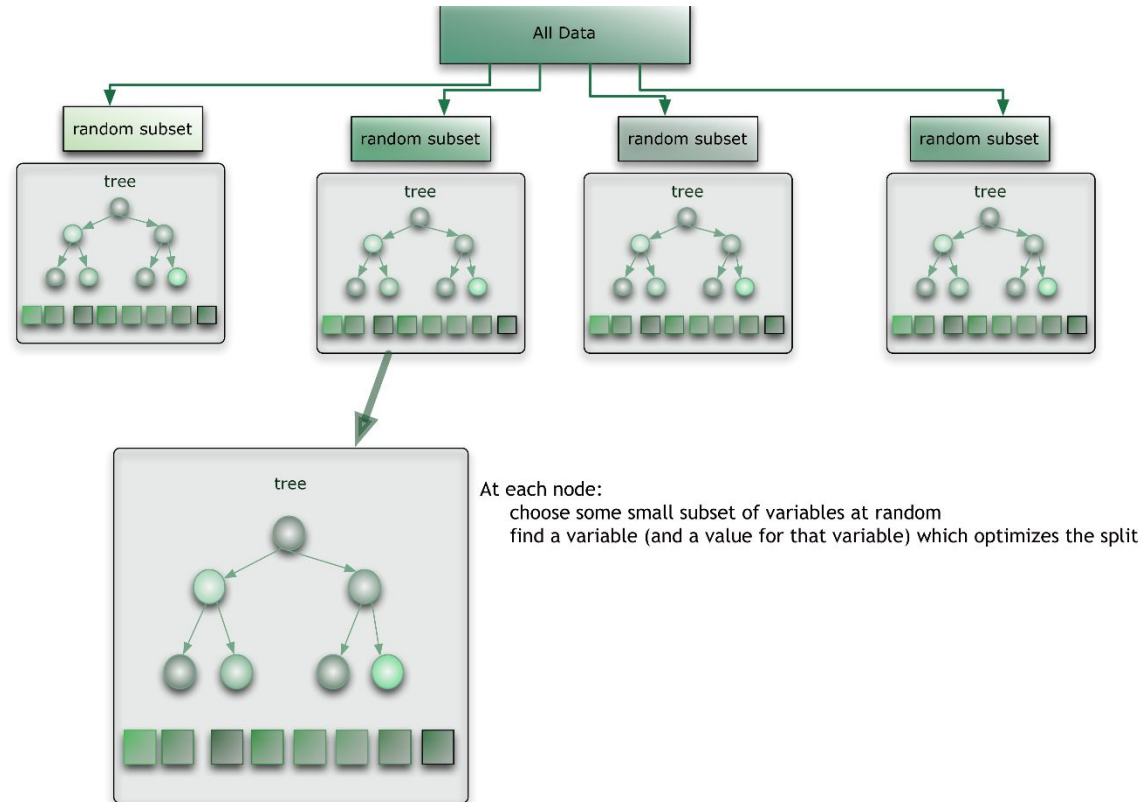 All Data
random subset
random subset
random subset
random subset
tree
tree
tree
tree
tree
At each node:
choose some small subset of variables at random
find a variable (and a value for that variable) which optimizes the split